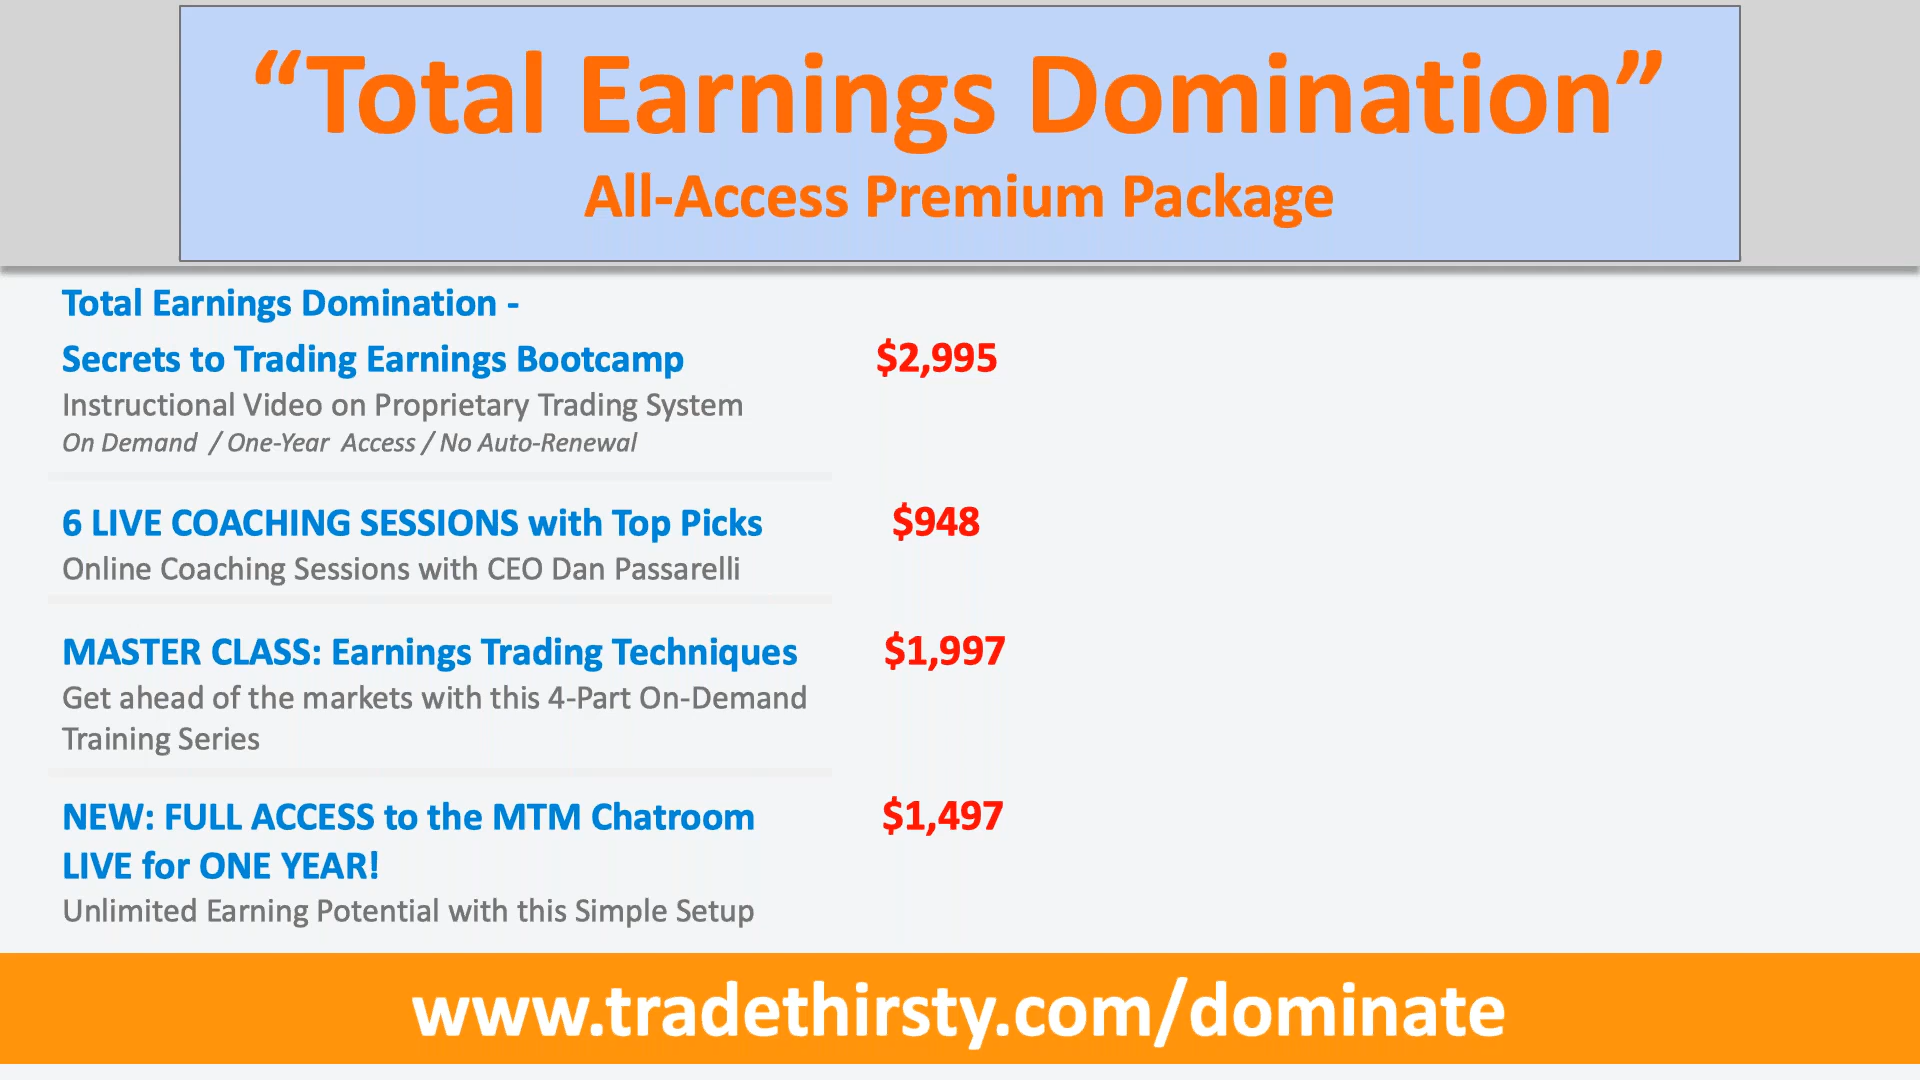 “Total Earnings Domination”
All-Access Premium Package
Total Earnings Domination -
Secrets to Trading Earnings Bootcamp $2,995
Instructional Video on Proprietary Trading System
On Demand / One-Year Access / No Auto-Renewal
6 LIVE COACHING SESSIONS with Top Picks $948
Online Coaching Sessions with CEO Dan Passarelli
MASTER CLASS: Earnings Trading Techniques $1,997
Get ahead of the markets with this 4-Part On-Demand
Training Series
NEW: FULL ACCESS to the MTM Chatroom $1,497
LIVE for ONE YEAR!
Unlimited Earning Potential with this Simple Setup
www.tradethirsty.com/dominate